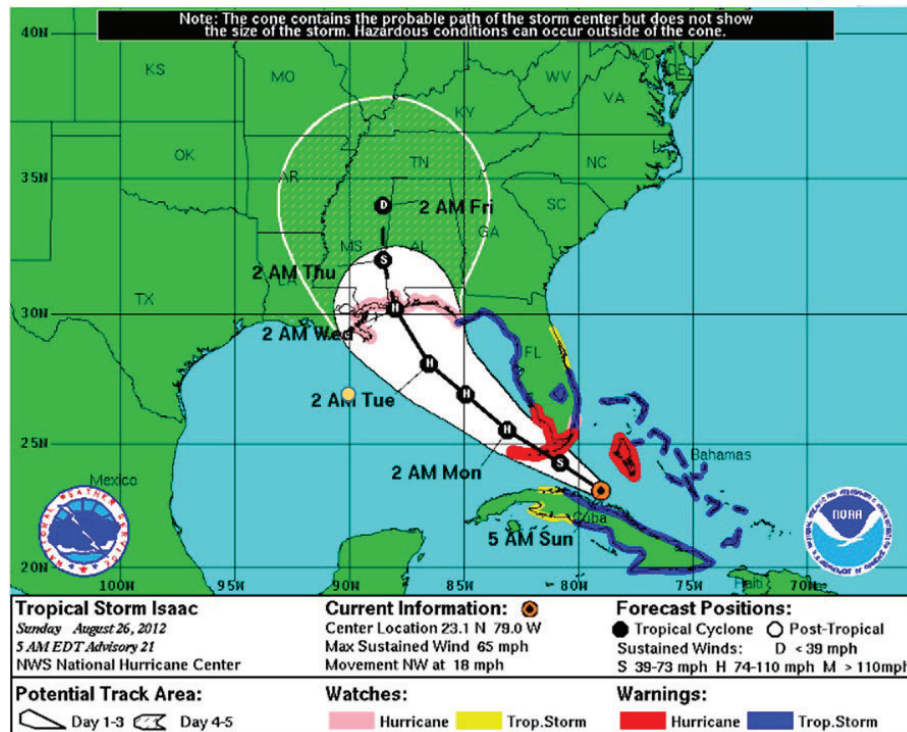 Note: The cone contains the probable path of the storm center but does not show
the size of the storm. Hazardous conditions can occur outside of the cone.
40N
35N
30N
25N
20N
100W
95W
90W
85W
80W
75W
70W
KS
MO
KY
WV
MD
DE
VA
OK
AR
TN
NC
SC
TX
LA
MS
AL
GA
FL
Mexico
Cuba
Bahamas
Haiti
D
2 AM Fri
S
2 AM Thu
H
2 AM Wed
H
2 AM Tue
H
H
2 AM Mon
S
5 AM Sun
NATIONAL WEATHER SERVICE
NOAA
Tropical Storm Isaac
Sunday August 26, 2012
5 AM EDT Advisory 21
NWS National Hurricane Center
Current Information:
Center Location 23.1 N 79.0 W
Max Sustained Wind 65 mph
Movement NW at 18 mph
Forecast Positions:
Tropical Cyclone Post-Tropical
Sustained Winds: D < 39 mph
S 39-73 mph H 74-110 mph M > 110mph
Potential Track Area:
Day 1-3 Day 4-5
Watches:
Hurricane Trop.Storm
Warnings:
Hurricane Trop.Storm